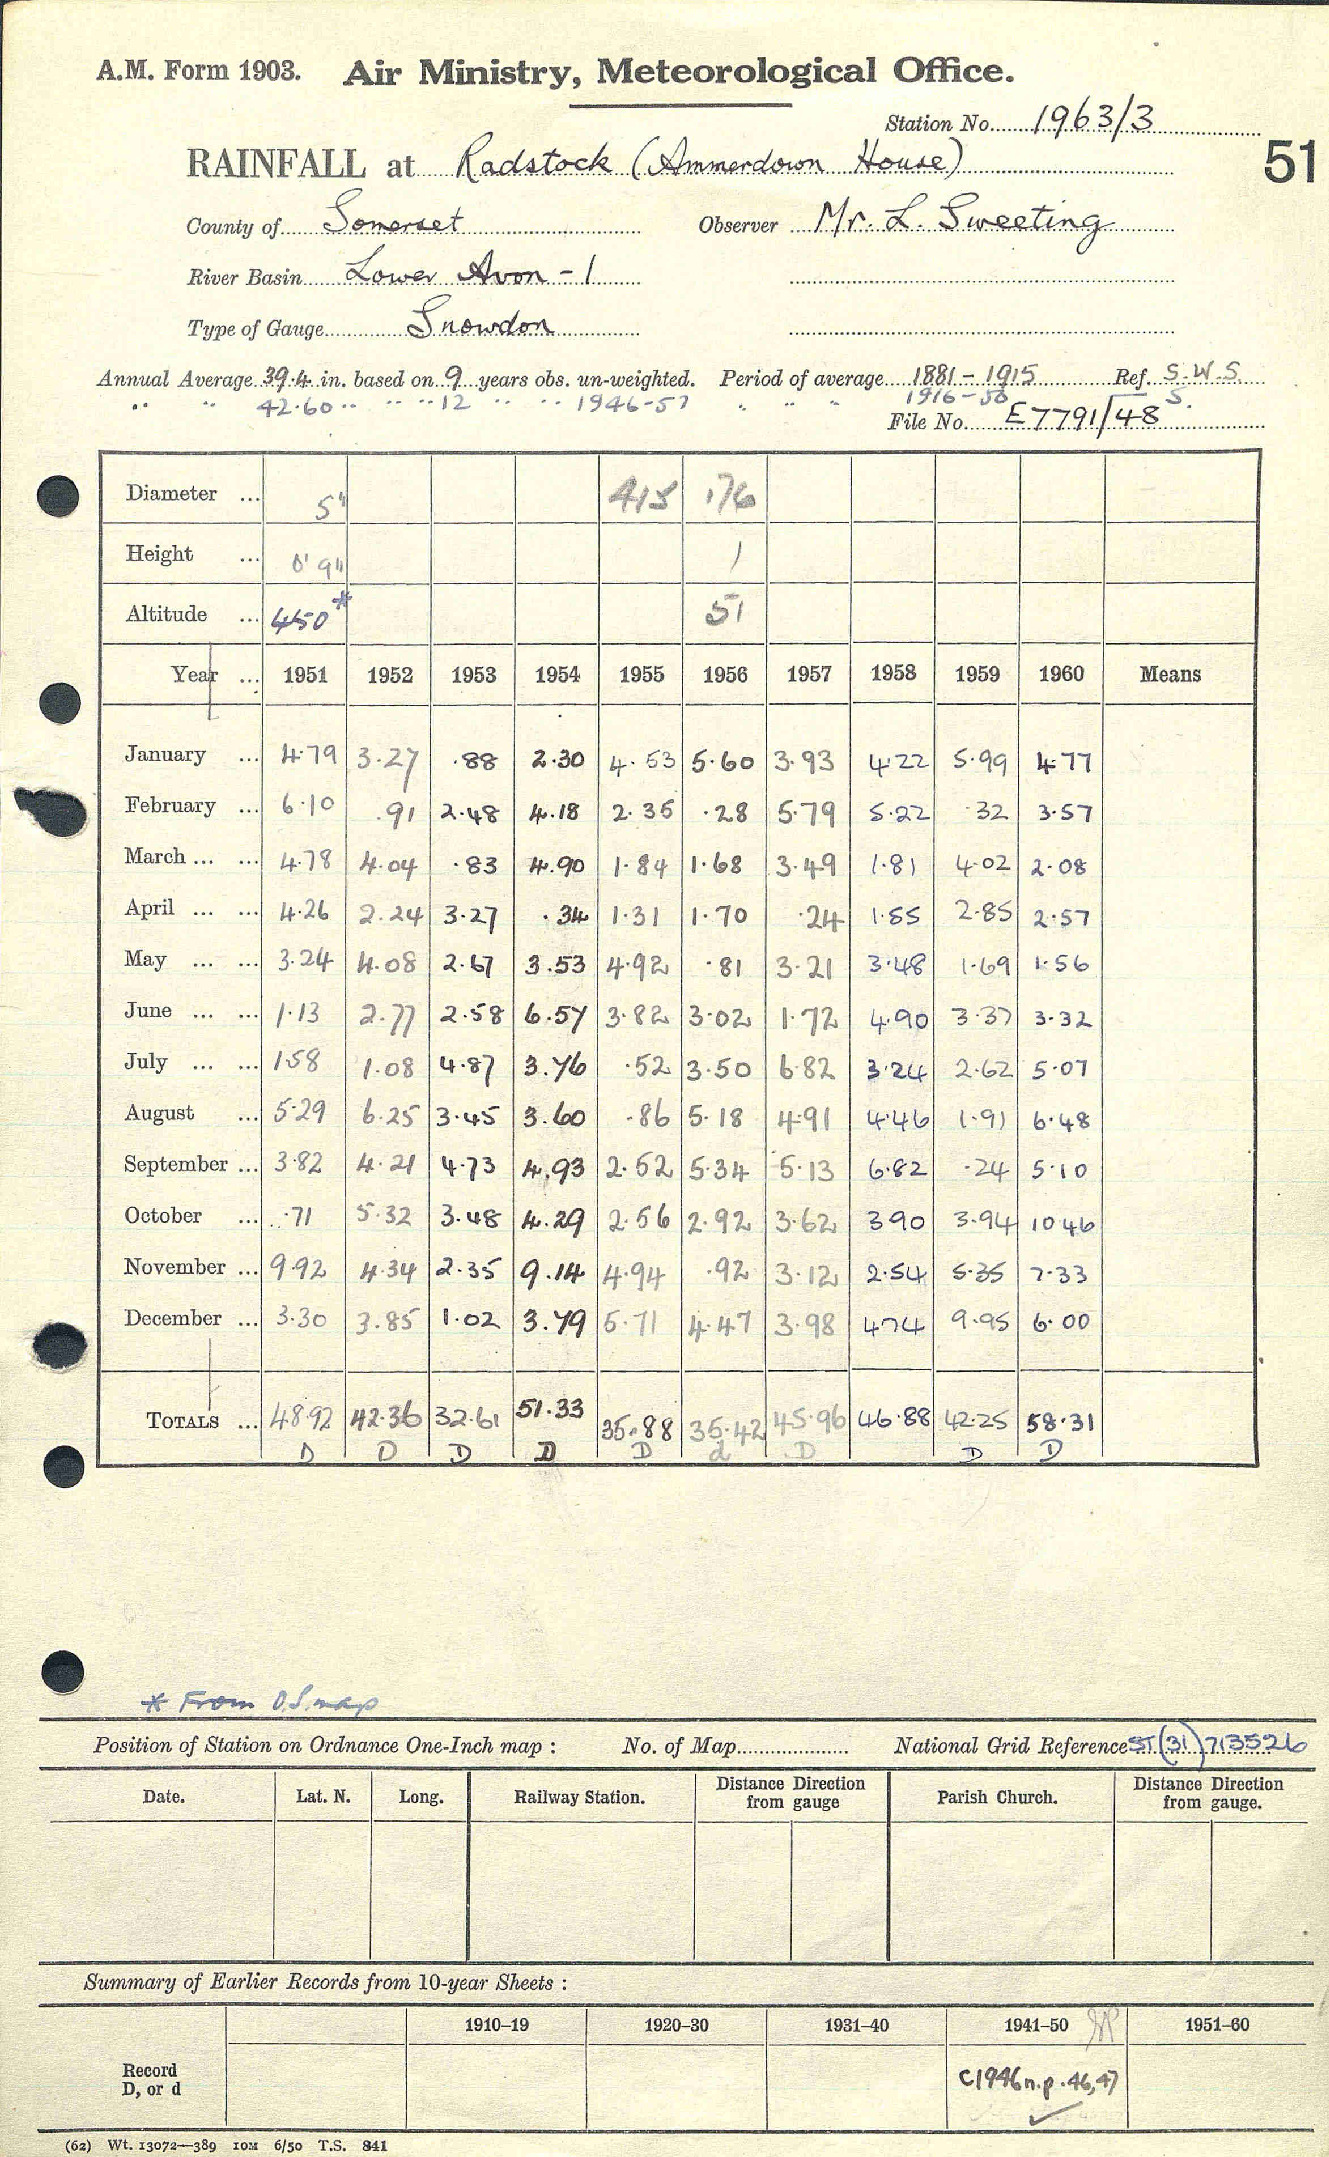 A.M. Form 1903. Air Ministry, Meteorological Office.
Station No. 1963/3
51
RAINFALL at Radstock (Ammerdown House)
County of Somerset Observer Mr. L. Sweeting
River Basin Lower Avon - 1
Type of Gauge Snowdon
Annual Average 39.4 in. based on 9 years obs. un-weighted. Period of average 1881 - 1915 Ref. S.W.S.
" " 42.60 " " " 12 " " 1946-57 " " " 1916-50 S.
File No. E7791/48
Diameter ... 5" 415 176
Height ... 0' 9" 1
Altitude ... 450* 51
Year ... 1951 1952 1953 1954 1955 1956 1957 1958 1959 1960 Means
January ... 4.79 3.27 .88 2.30 4.53 5.60 3.93 4.22 5.99 4.77
February ... 6.10 .91 2.48 4.18 2.35 .28 5.79 5.22 .32 3.57
March ... ... 4.78 4.04 .83 4.90 1.84 1.68 3.49 1.81 4.02 2.08
April ... ... 4.26 2.24 3.27 .34 1.31 1.70 .24 1.55 2.85 2.57
May ... ... 3.24 4.08 2.67 3.53 4.92 .81 3.21 3.48 1.69 1.56
June ... ... 1.13 2.77 2.58 6.57 3.82 3.02 1.72 4.90 3.37 3.32
July ... ... 1.58 1.08 4.87 3.76 .52 3.50 6.82 3.24 2.62 5.07
August ... 5.29 6.25 3.45 3.60 .86 5.18 4.91 4.46 1.91 6.48
September ... 3.82 4.21 4.73 4.93 2.52 5.34 5.13 6.82 .24 5.10
October ... .71 5.32 3.48 4.29 2.56 2.92 3.62 3.90 3.94 10.46
November ... 9.92 4.34 2.35 9.14 4.94 .92 3.12 2.54 5.35 7.33
December ... 3.30 3.85 1.02 3.79 5.71 4.47 3.98 4.74 9.95 6.00
TOTALS ... 48.92 42.36 32.61 51.33 35.88 35.42 45.96 46.88 42.25 58.31
D D D D D d D D D
* From O.S. map
Position of Station on Ordnance One-Inch map : No. of Map National Grid Reference ST(31)713526
Date. Lat. N. Long. Railway Station. Distance Direction from gauge Parish Church. Distance Direction from gauge.
Summary of Earlier Records from 10-year Sheets :
1910–19 1920–30 1931–40 1941–50 1951–60
Record
D, or d
C1946 n.p. 46,47
(62) Wt. 13072—389 10M 6/50 T.S. 841